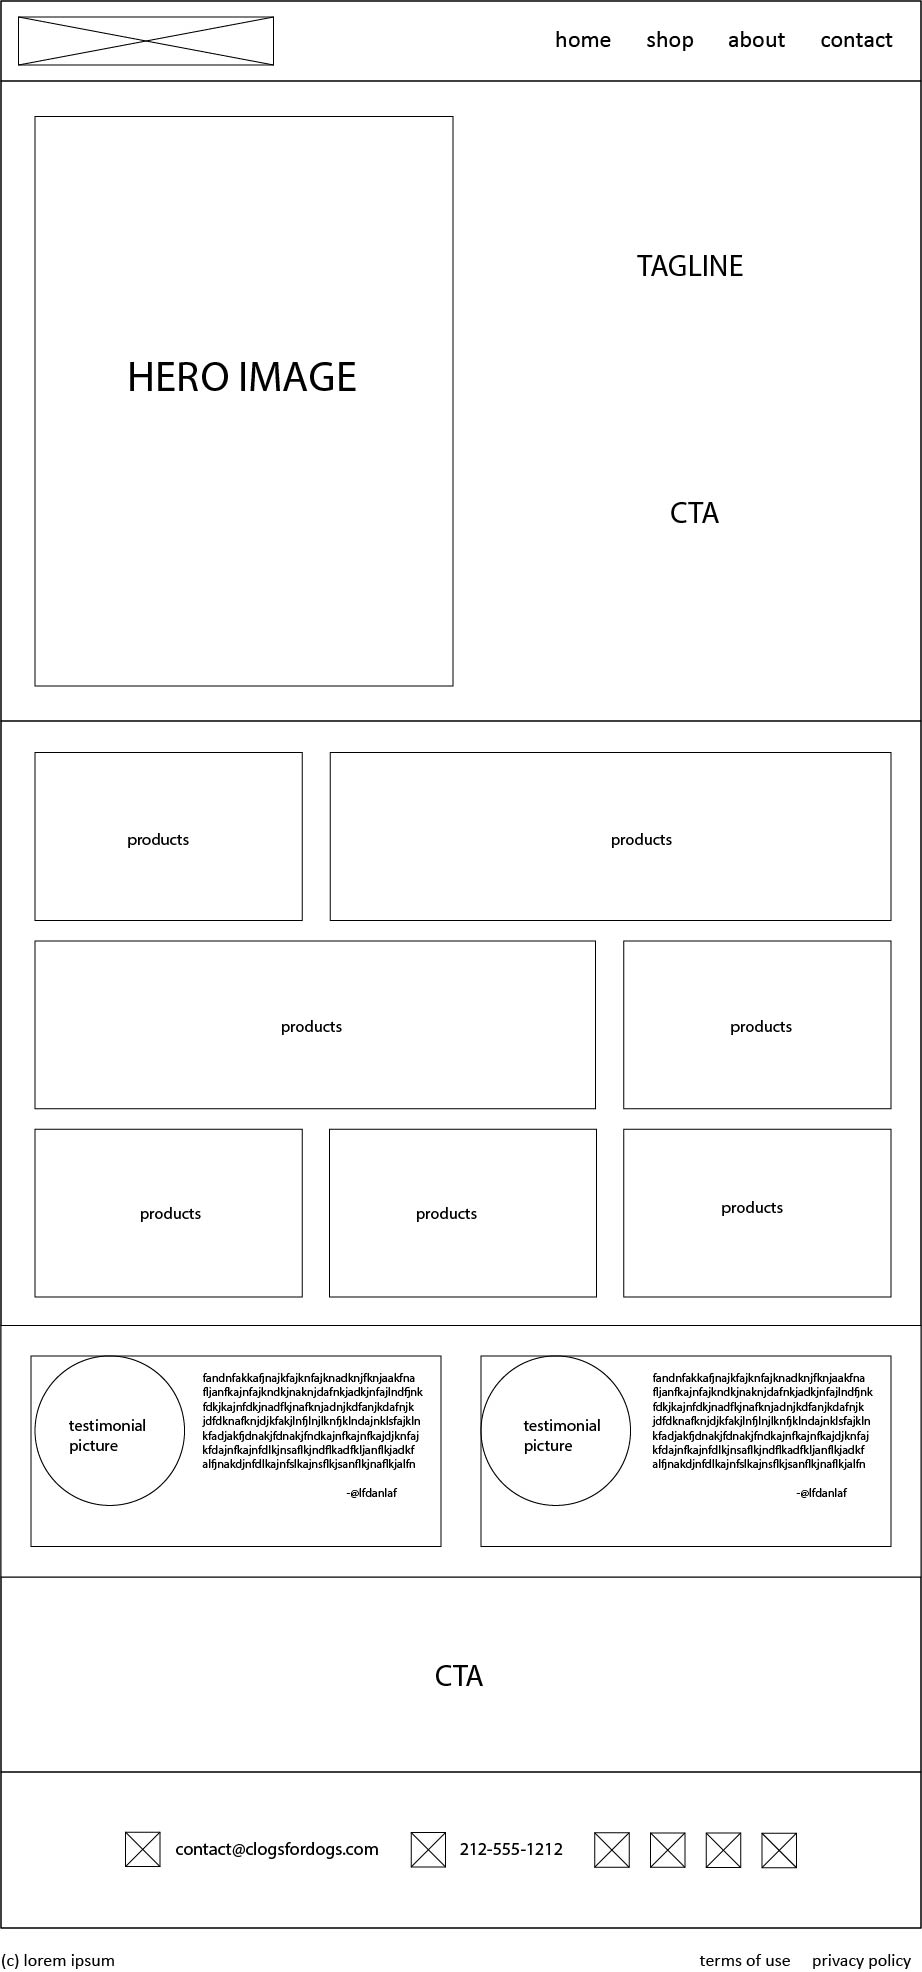 home shop about contact
HERO IMAGE
TAGLINE
CTA
products
products
products
products
products
products
products
testimonial
picture
fandnfakkafjnajkfajknfajknadknjfknjaakfna
fljanfkajnfajkndkjnaknjdafnkjadkjnfajlndfjnk
fdkjkajnfdkjnadfkjnafknjadnjkdfanjkdafnjk
jdfdknafknjdjkfakjlnfjlnjlknfjklndajnklsfajkln
kfadjakfjdnakjfdnakjfndkajnfkajnfkajdjknfaj
kfdajnfkajnfdlkjnsaflkjndflkadfkljanflkjadkf
alfjnakdjnfdlkajnfslkajnsflkjsanflkjnaflkjalfn
-@lfdanlaf
testimonial
picture
fandnfakkafjnajkfajknfajknadknjfknjaakfna
fljanfkajnfajkndkjnaknjdafnkjadkjnfajlndfjnk
fdkjkajnfdkjnadfkjnafknjadnjkdfanjkdafnjk
jdfdknafknjdjkfakjlnfjlnjlknfjklndajnklsfajkln
kfadjakfjdnakjfdnakjfndkajnfkajnfkajdjknfaj
kfdajnfkajnfdlkjnsaflkjndflkadfkljanflkjadkf
alfjnakdjnfdlkajnfslkajnsflkjsanflkjnaflkjalfn
-@lfdanlaf
CTA
contact@clogsfordogs.com 212-555-1212
(c) lorem ipsum terms of use privacy policy